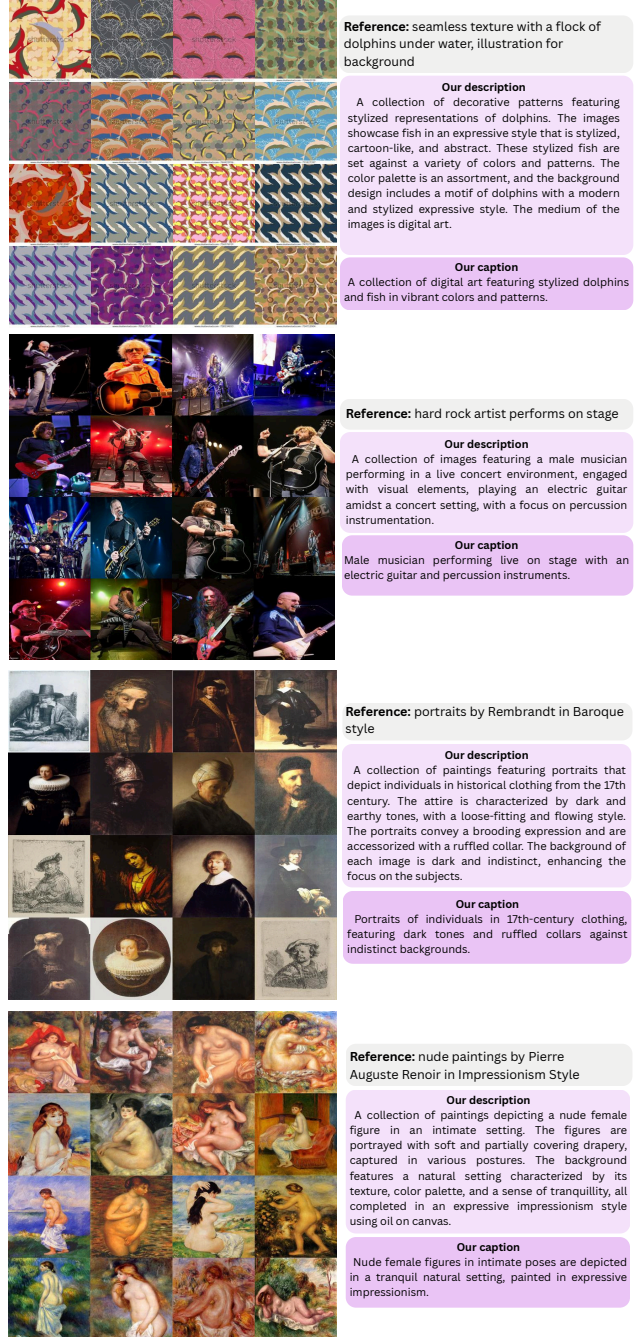 Reference: seamless texture with a flock of
dolphins under water, illustration for
background
Our description
A collection of decorative patterns featuring
stylized representations of dolphins. The images
showcase fish in an expressive style that is stylized,
cartoon-like, and abstract. These stylized fish are
set against a variety of colors and patterns. The
color palette is an assortment, and the background
design includes a motif of dolphins with a modern
and stylized expressive style. The medium of the
images is digital art.
Our caption
A collection of digital art featuring stylized dolphins
and fish in vibrant colors and patterns.
Reference: hard rock artist performs on stage
Our description
A collection of images featuring a male musician
performing in a live concert environment, engaged
with visual elements, playing an electric guitar
amidst a concert setting, with a focus on percussion
instrumentation.
Our caption
Male musician performing live on stage with an
electric guitar and percussion instruments.
Reference: portraits by Rembrandt in Baroque
style
Our description
A collection of paintings featuring portraits that
depict individuals in historical clothing from the 17th
century. The attire is characterized by dark and
earthy tones, with a loose-fitting and flowing style.
The portraits convey a brooding expression and are
accessorized with a ruffled collar. The background of
each image is dark and indistinct, enhancing the
focus on the subjects.
Our caption
Portraits of individuals in 17th-century clothing,
featuring dark tones and ruffled collars against
indistinct backgrounds.
Reference: nude paintings by Pierre
Auguste Renoir in Impressionism Style
Our description
A collection of paintings depicting a nude female
figure in an intimate setting. The figures are
portrayed with soft and partially covering drapery,
captured in various postures. The background
features a natural setting characterized by its
texture, color palette, and a sense of tranquillity, all
completed in an expressive impressionism style
using oil on canvas.
Our caption
Nude female figures in intimate poses are depicted
in a tranquil natural setting, painted in expressive
impressionism.